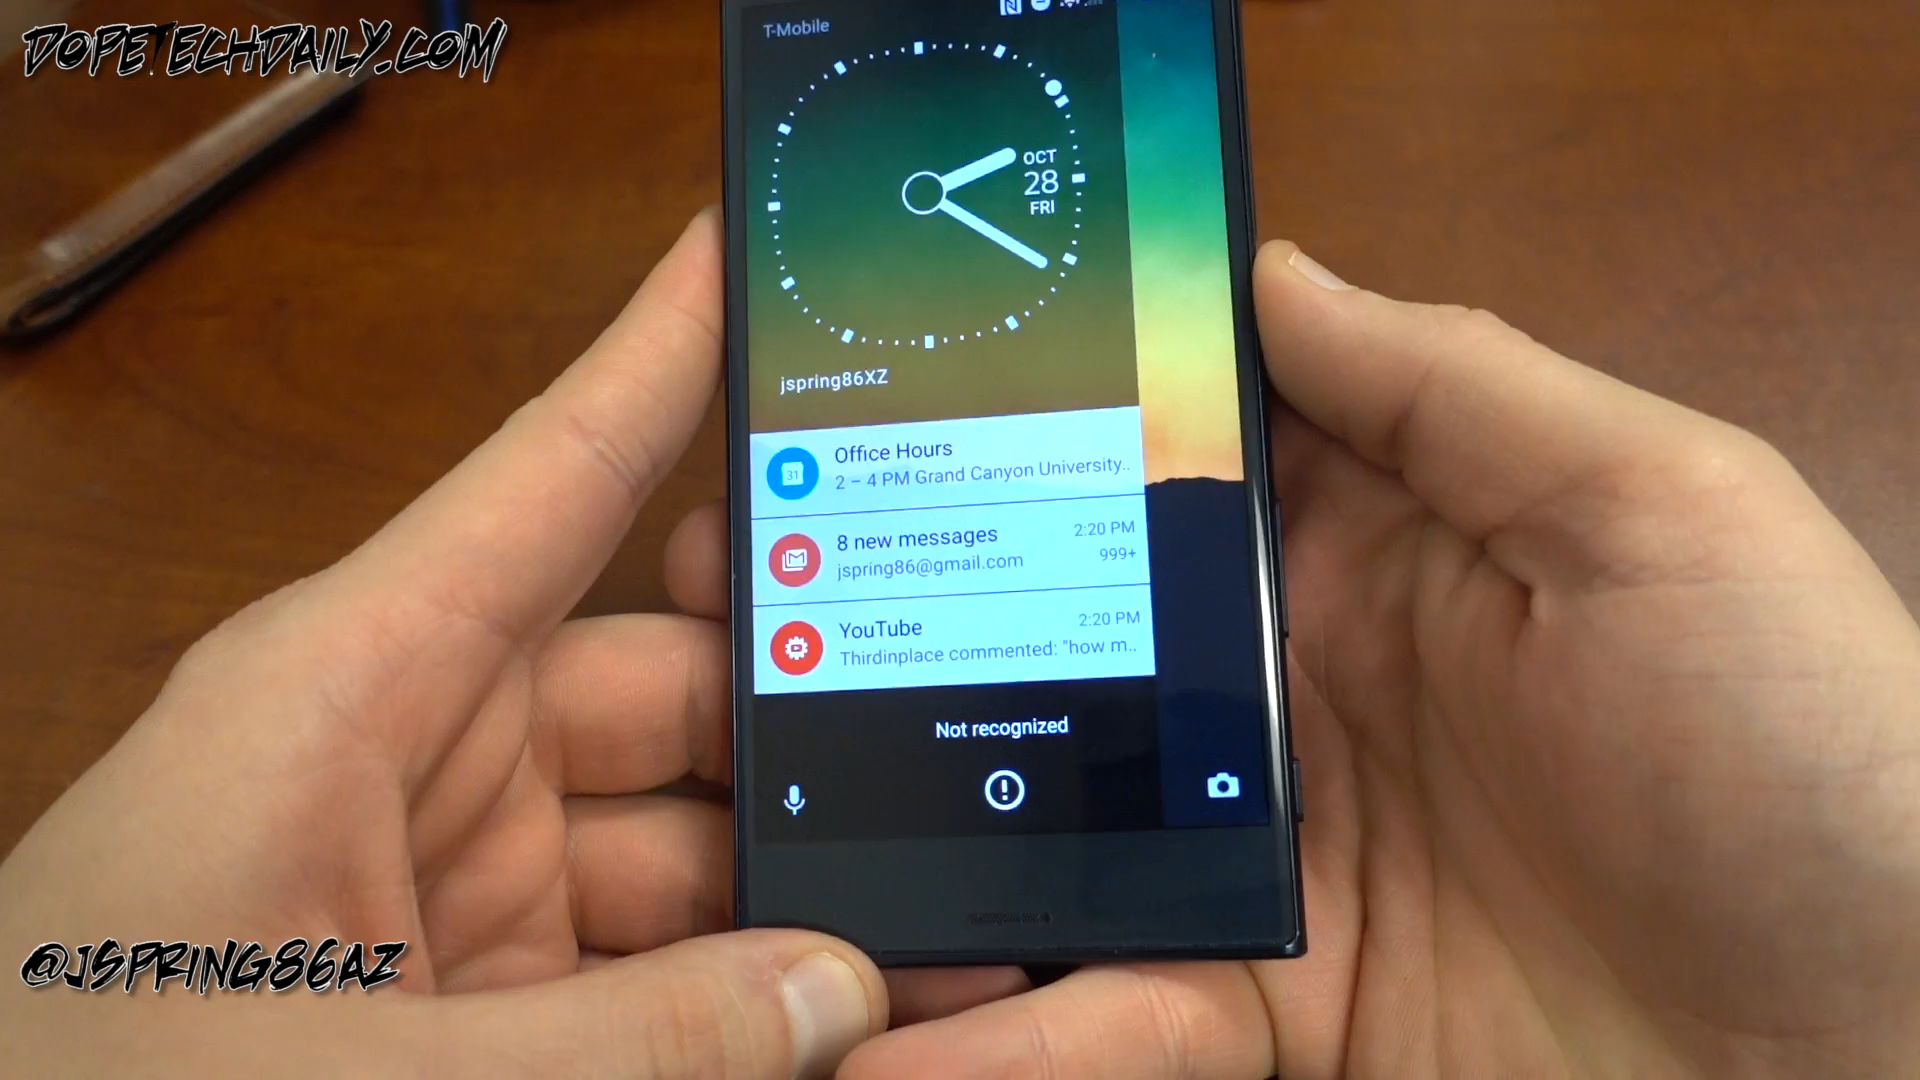 DOPETECHDAILY.COM
T-Mobile
OCT
28
FRI
jspring86XZ
Office Hours
31
2 – 4 PM Grand Canyon University..
8 new messages
2:20 PM
jspring86@gmail.com
999+
YouTube
2:20 PM
Thirdinplace commented: "how m..
Not recognized
@JSPRING86AZ